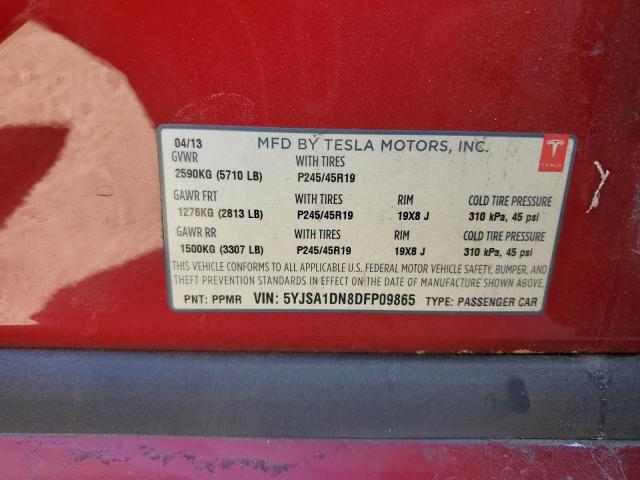 04/13 MFD BY TESLA MOTORS, INC.
GVWR WITH TIRES
2590KG (5710 LB) P245/45R19
GAWR FRT WITH TIRES RIM COLD TIRE PRESSURE
1276KG (2813 LB) P245/45R19 19X8 J 310 kPa, 45 psi
GAWR RR WITH TIRES RIM COLD TIRE PRESSURE
1500KG (3307 LB) P245/45R19 19X8 J 310 kPa, 45 psi
THIS VEHICLE CONFORMS TO ALL APPLICABLE U.S. FEDERAL MOTOR VEHICLE SAFETY, BUMPER, AND
THEFT PREVENTION STANDARDS IN EFFECT ON THE DATE OF MANUFACTURE SHOWN ABOVE.
PNT: PPMR VIN: 5YJSA1DN8DFP09865 TYPE: PASSENGER CAR
TESLA